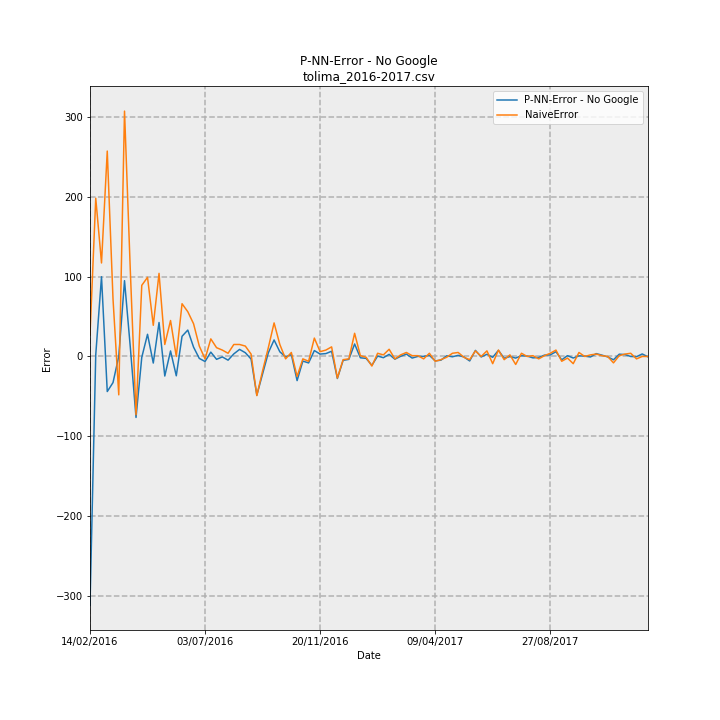 P-NN-Error - No Google
tolima_2016-2017.csv
P-NN-Error - No Google
NaiveError
300
200
100
0
−100
−200
−300
Error
14/02/2016
03/07/2016
20/11/2016
09/04/2017
27/08/2017
Date